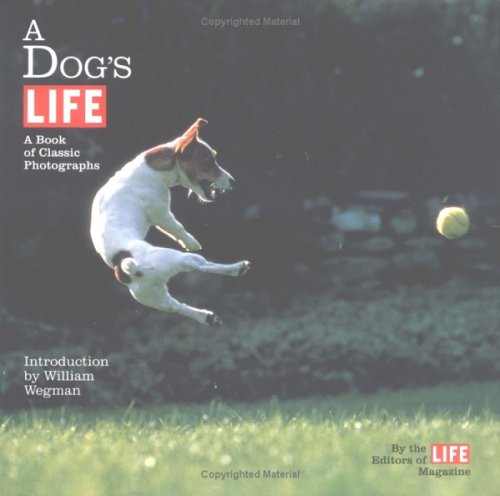 Copyrighted Material
A
DOG'S
LIFE
A Book
of Classic
Photographs
Introduction
by William
Wegman
By the
Editors of LIFE
Magazine
Copyrighted Material